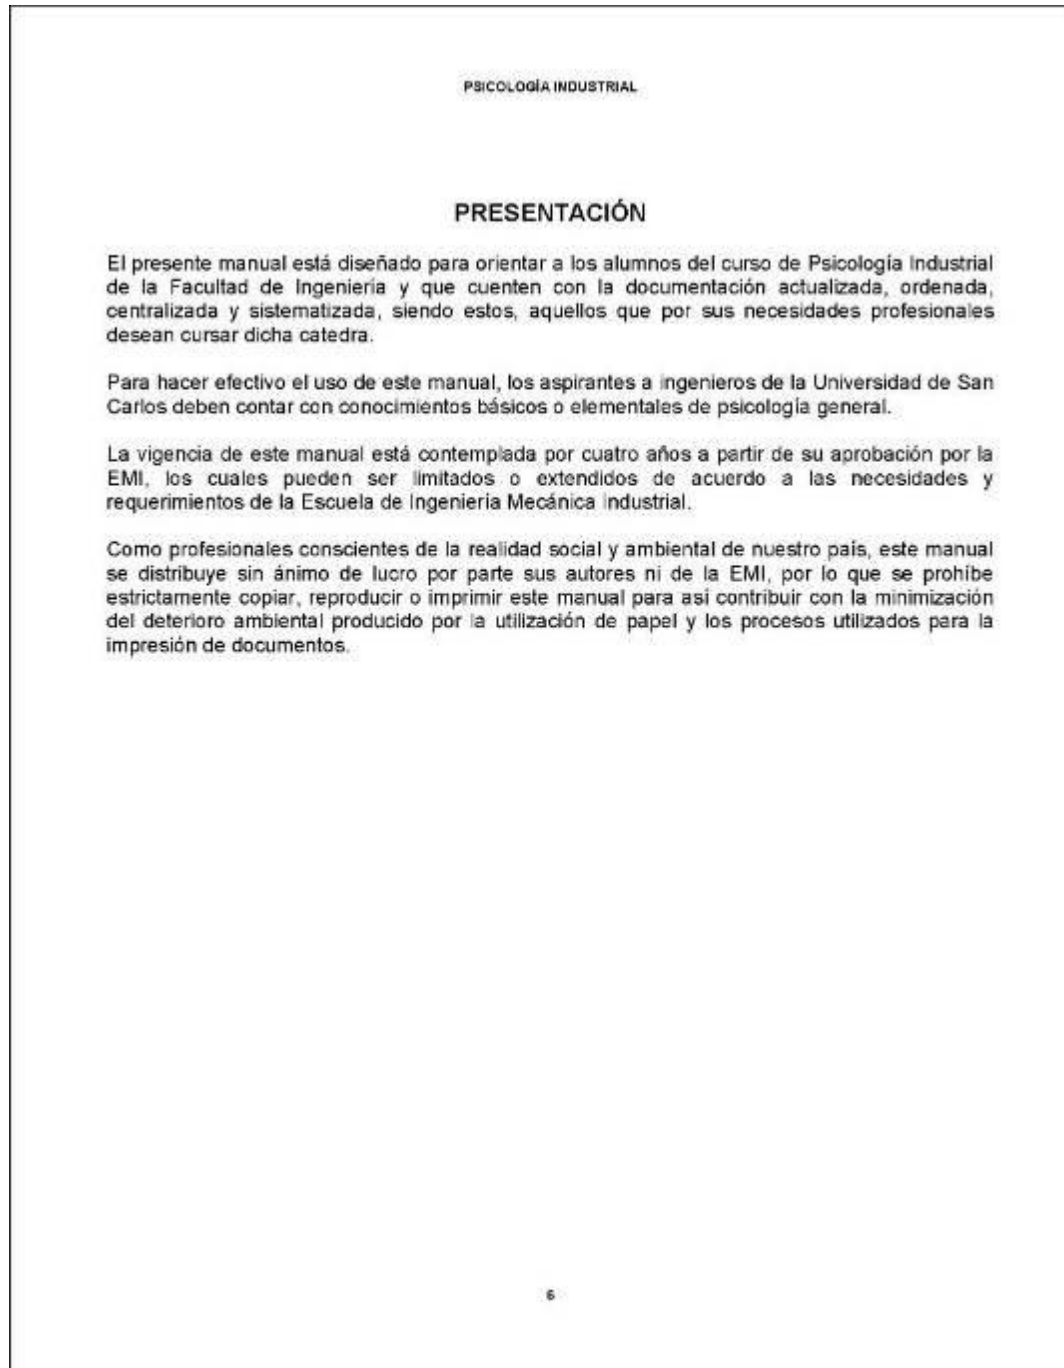 PSICOLOGÍA INDUSTRIAL
PRESENTACIÓN
El presente manual está diseñado para orientar a los alumnos del curso de Psicología Industrial
de la Facultad de Ingeniería y que cuenten con la documentación actualizada, ordenada,
centralizada y sistematizada, siendo estos, aquellos que por sus necesidades profesionales
desean cursar dicha catedra.
Para hacer efectivo el uso de este manual, los aspirantes a ingenieros de la Universidad de San
Carlos deben contar con conocimientos básicos o elementales de psicología general.
La vigencia de este manual está contemplada por cuatro años a partir de su aprobación por la
EMI, los cuales pueden ser limitados o extendidos de acuerdo a las necesidades y
requerimientos de la Escuela de Ingeniería Mecánica Industrial.
Como profesionales conscientes de la realidad social y ambiental de nuestro país, este manual
se distribuye sin ánimo de lucro por parte sus autores ni de la EMI, por lo que se prohíbe
estrictamente copiar, reproducir o imprimir este manual para así contribuir con la minimización
del deterioro ambiental producido por la utilización de papel y los procesos utilizados para la
impresión de documentos.
6